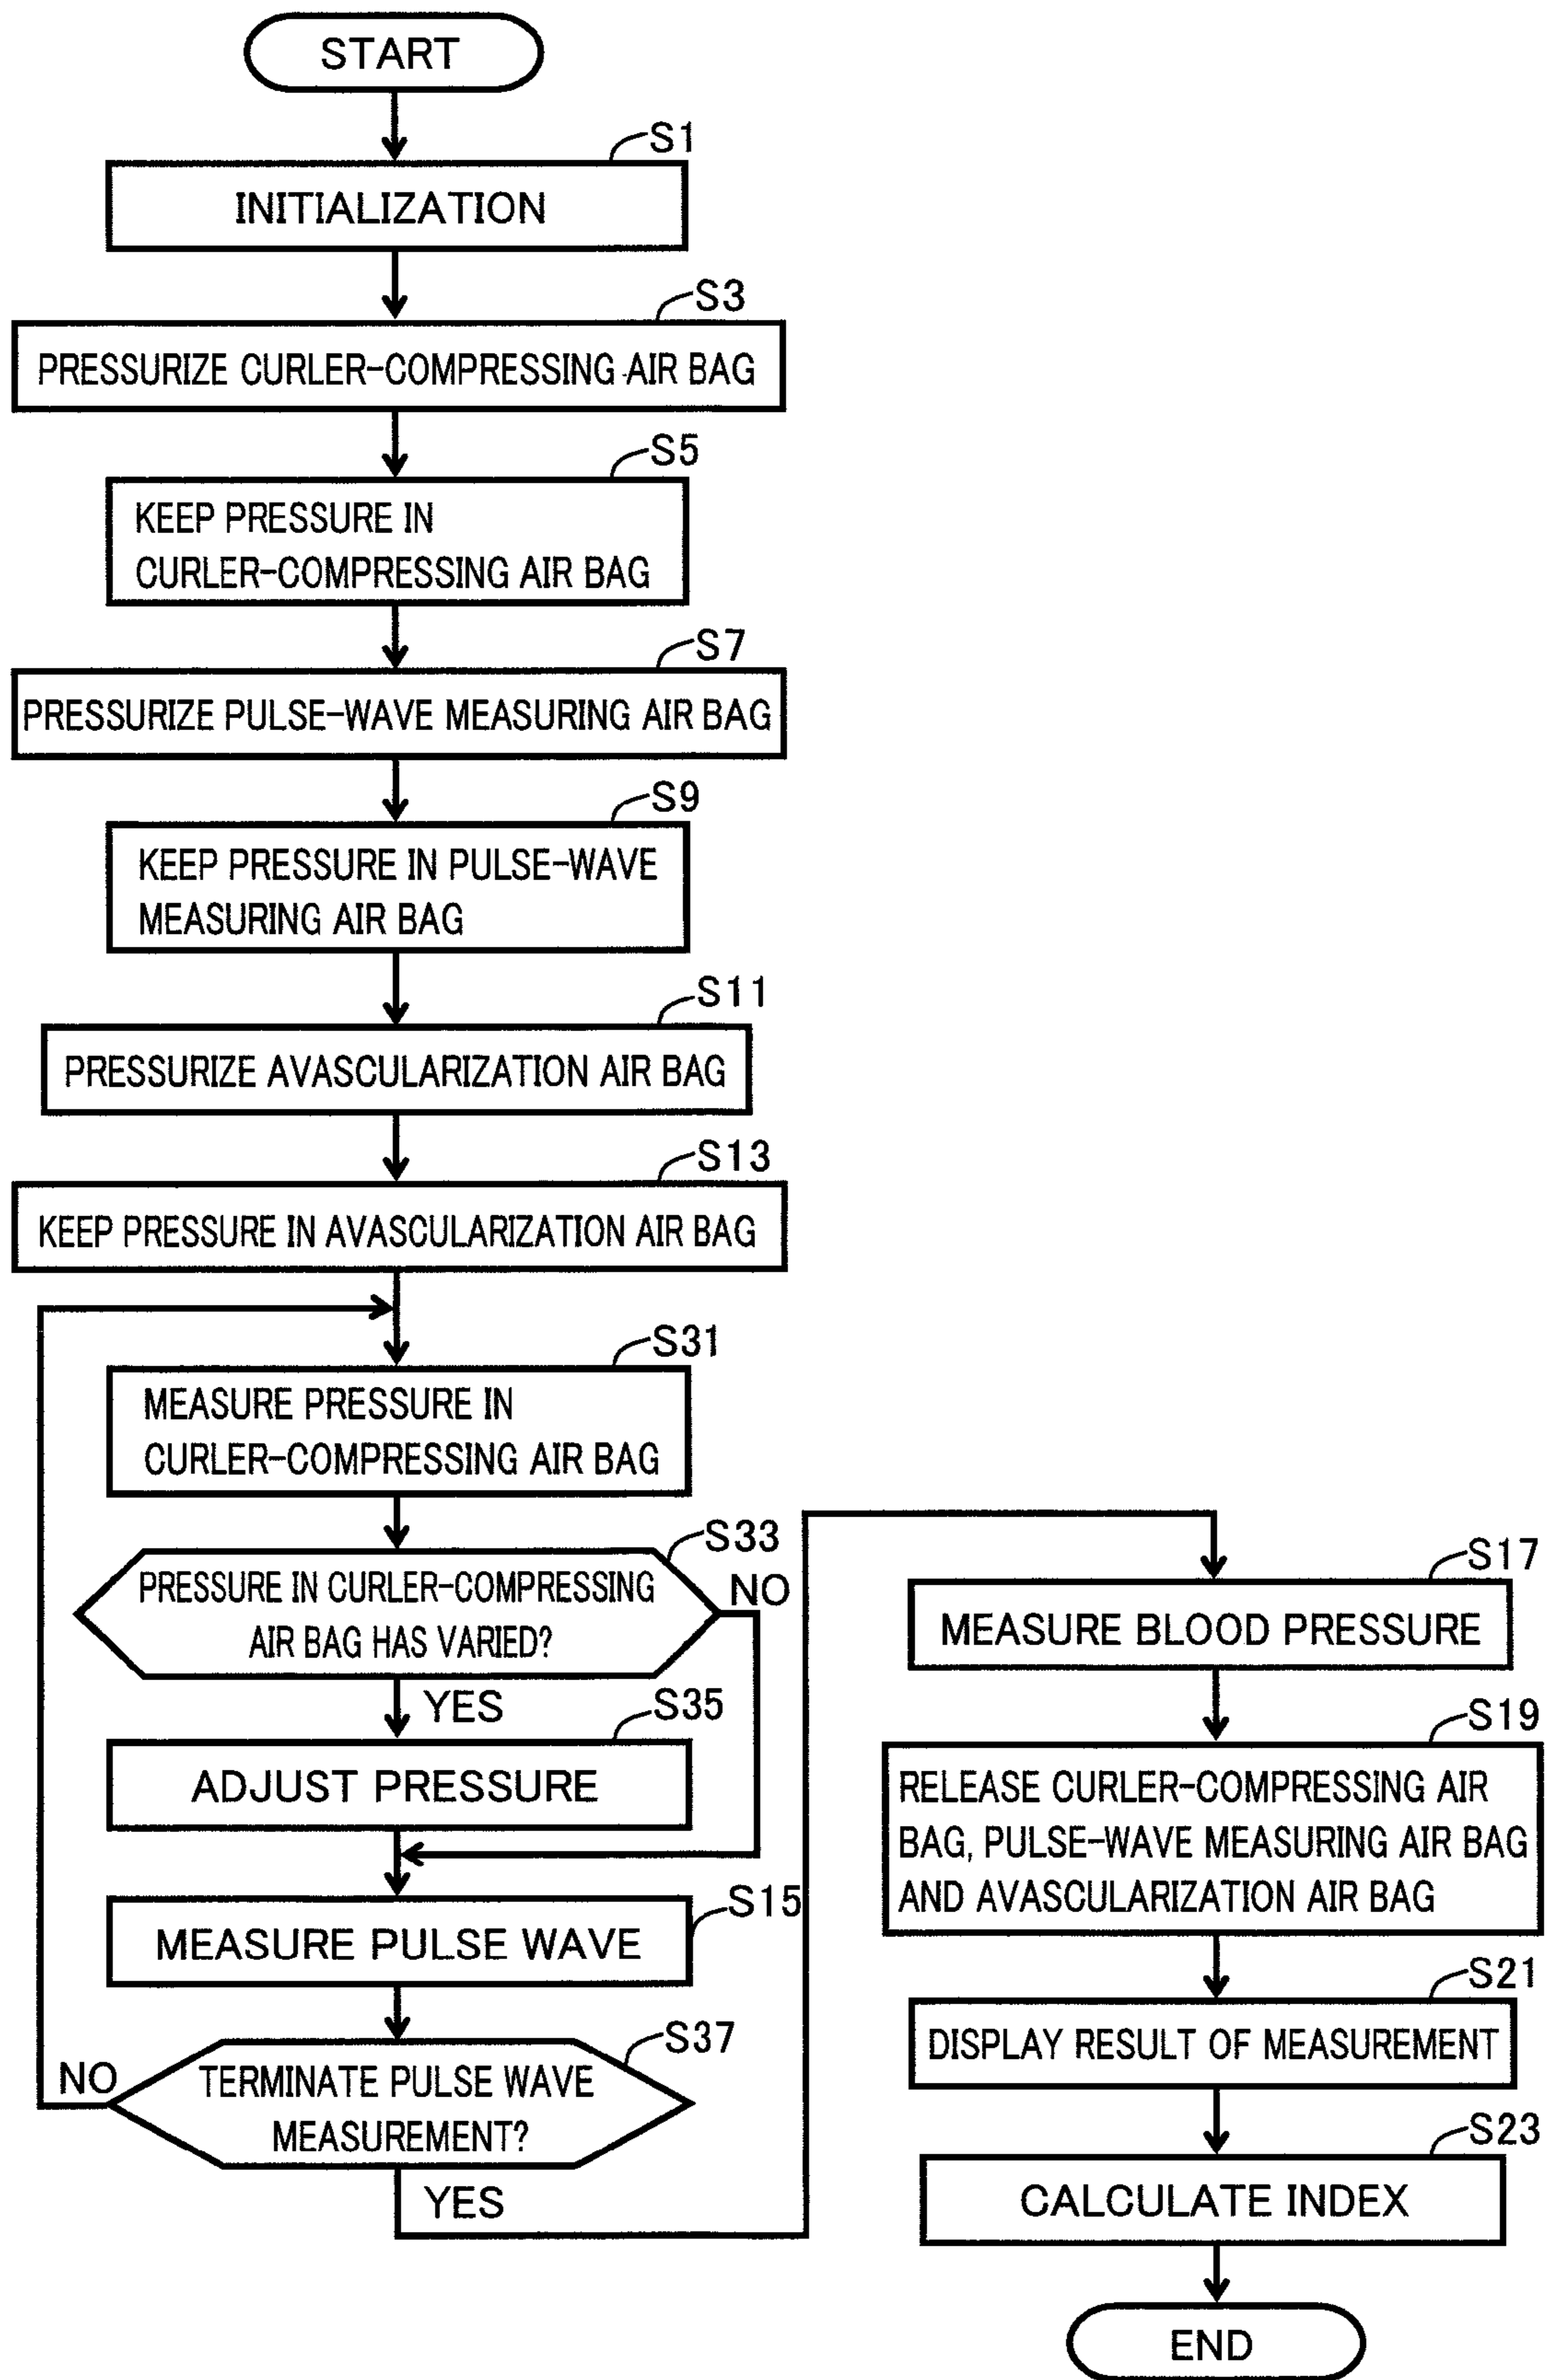 START
S1
INITIALIZATION
S3
PRESSURIZE CURLER-COMPRESSING AIR BAG
S5
KEEP PRESSURE IN
CURLER-COMPRESSING AIR BAG
S7
PRESSURIZE PULSE-WAVE MEASURING AIR BAG
S9
KEEP PRESSURE IN PULSE-WAVE
MEASURING AIR BAG
S11
PRESSURIZE AVASCULARIZATION AIR BAG
S13
KEEP PRESSURE IN AVASCULARIZATION AIR BAG
S31
MEASURE PRESSURE IN
CURLER-COMPRESSING AIR BAG
S33
PRESSURE IN CURLER-COMPRESSING
AIR BAG HAS VARIED?
NO
YES
S35
ADJUST PRESSURE
S15
MEASURE PULSE WAVE
S37
TERMINATE PULSE WAVE
MEASUREMENT?
NO
YES
S17
MEASURE BLOOD PRESSURE
S19
RELEASE CURLER-COMPRESSING AIR
BAG, PULSE-WAVE MEASURING AIR BAG
AND AVASCULARIZATION AIR BAG
S21
DISPLAY RESULT OF MEASUREMENT
S23
CALCULATE INDEX
END